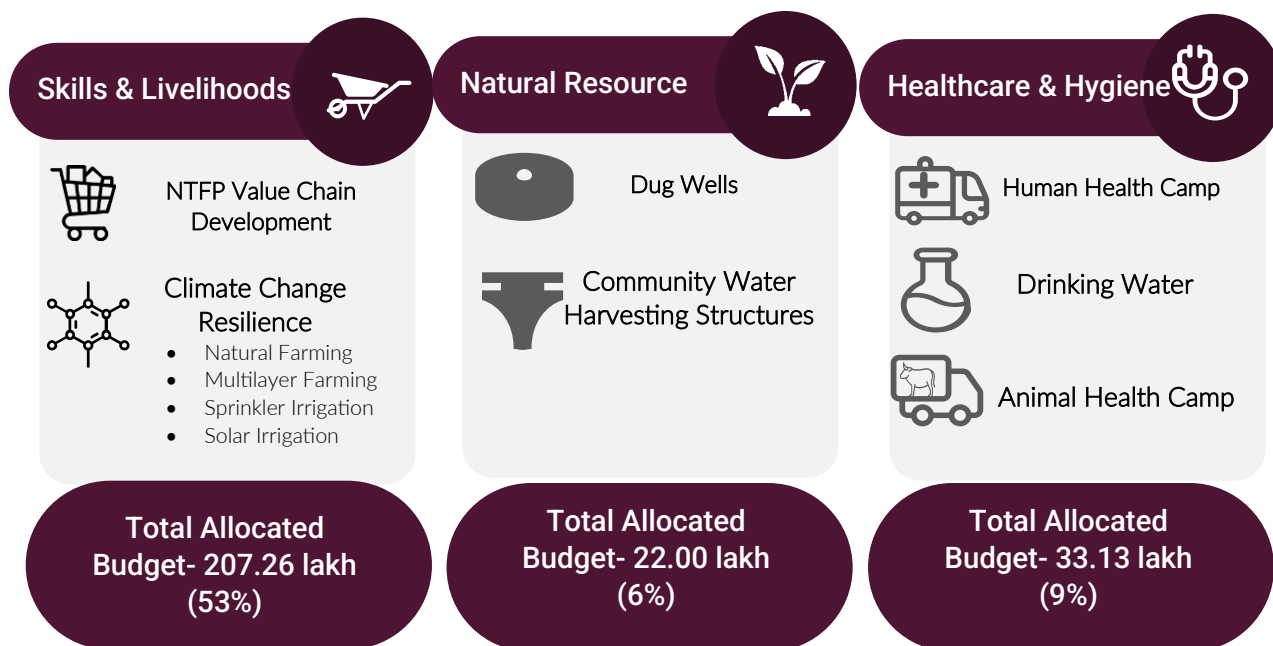 Skills & Livelihoods
NTFP Value Chain
Development
Climate Change
Resilience
• Natural Farming
• Multilayer Farming
• Sprinkler Irrigation
• Solar Irrigation
Total Allocated
Budget- 207.26 lakh
(53%)
Natural Resource
Dug Wells
Community Water
Harvesting Structures
Total Allocated
Budget- 22.00 lakh
(6%)
Healthcare & Hygiene
Human Health Camp
Drinking Water
Animal Health Camp
Total Allocated
Budget- 33.13 lakh
(9%)